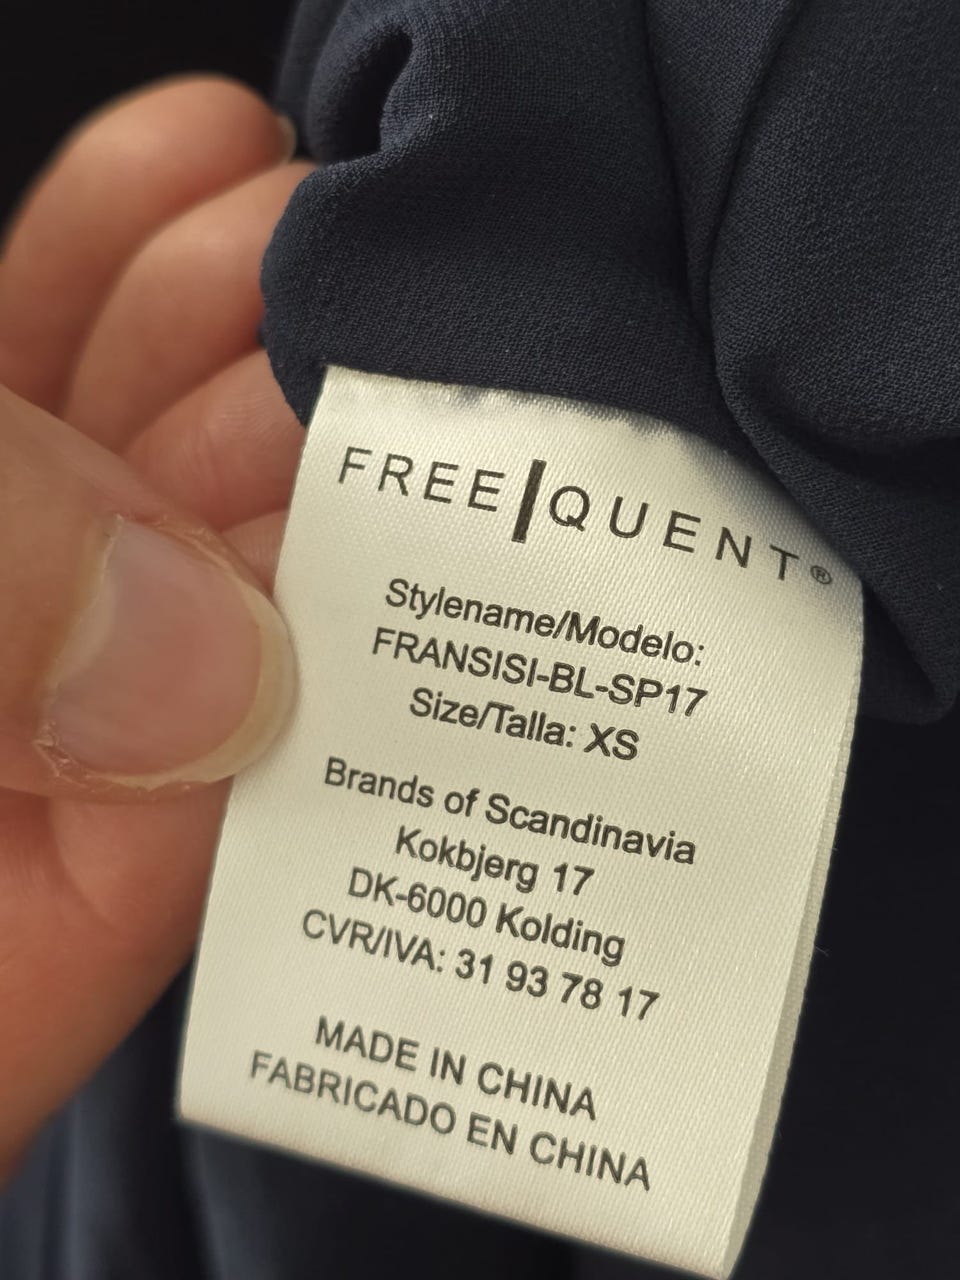 FREE|QUENT®
Stylename/Modelo:
FRANSISI-BL-SP17
Size/Talla: XS
Brands of Scandinavia
Kokbjerg 17
DK-6000 Kolding
CVR/IVA: 31 93 78 17
MADE IN CHINA
FABRICADO EN CHINA